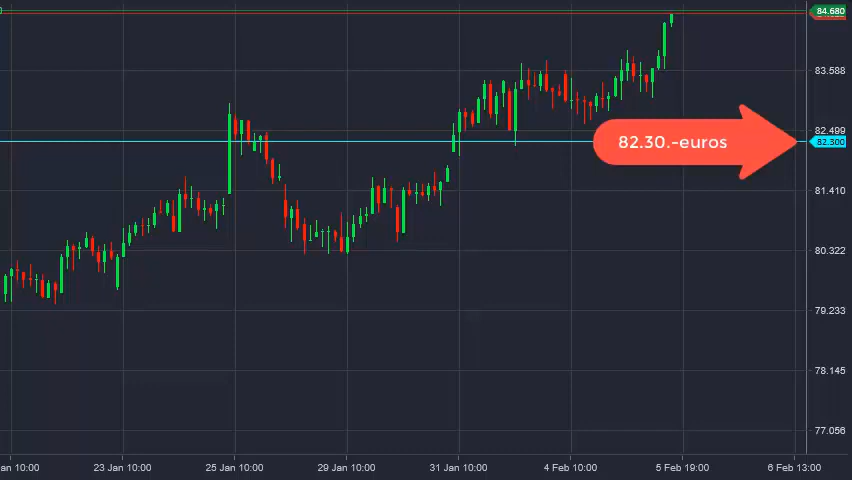 84.680
83.588
82.499
82.300
82.30.-euros
81.410
80.322
79.233
78.145
77.056
an 10:00
23 Jan 10:00
25 Jan 10:00
29 Jan 10:00
31 Jan 10:00
4 Feb 10:00
5 Feb 19:00
6 Feb 13:00